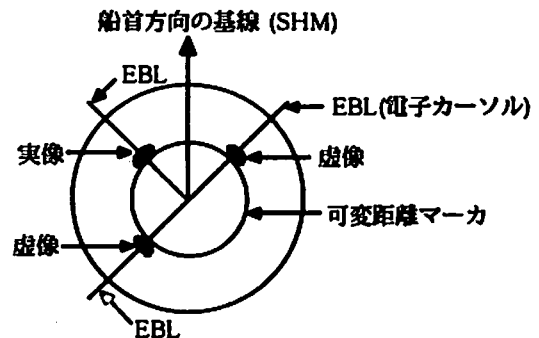 船首方向の基線 (SHM)
EBL
EBL(電子カーソル)
実像
虚像
可変距離マーカ
虚像
EBL